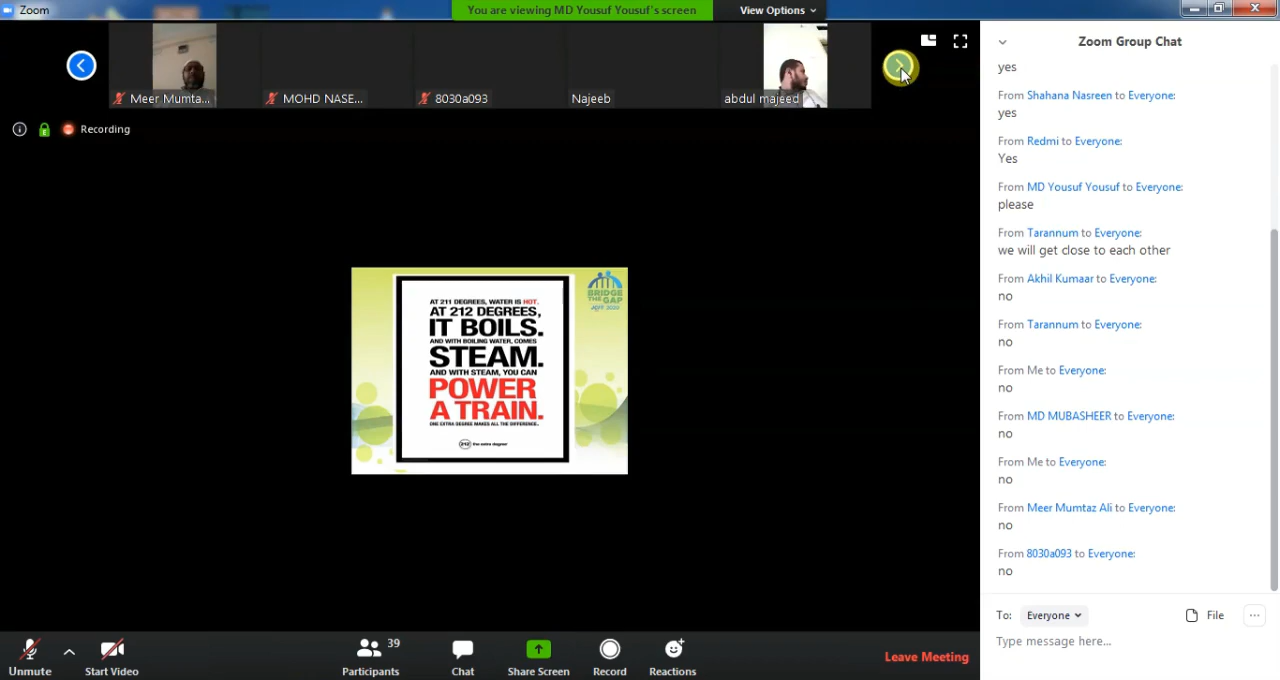 Zoom
You are viewing MD Yousuf Yousuf's screen
View Options
Meer Mumta...
MOHD NASE...
8030a093
Najeeb
abdul majeed
Recording
BRIDGE
THE GAP
AT 211 DEGREES, WATER IS HOT.
AT 212 DEGREES,
IT BOILS.
AND WITH BOILING WATER, COMES
STEAM.
AND WITH STEAM, YOU CAN
POWER
A TRAIN.
ONE EXTRA DEGREE MAKES ALL THE DIFFERENCE.
212 the extra degree
Zoom Group Chat
yes
From Shahana Nasreen to Everyone:
yes
From Redmi to Everyone:
Yes
From MD Yousuf Yousuf to Everyone:
please
From Tarannum to Everyone:
we will get close to each other
From Akhil Kumaar to Everyone:
no
From Tarannum to Everyone:
no
From Me to Everyone:
no
From MD MUBASHEER to Everyone:
no
From Me to Everyone:
no
From Meer Mumtaz Ali to Everyone:
no
From 8030a093 to Everyone:
no
To: Everyone
File
Type message here...
Unmute
Start Video
Participants
39
Chat
Share Screen
Record
Reactions
Leave Meeting